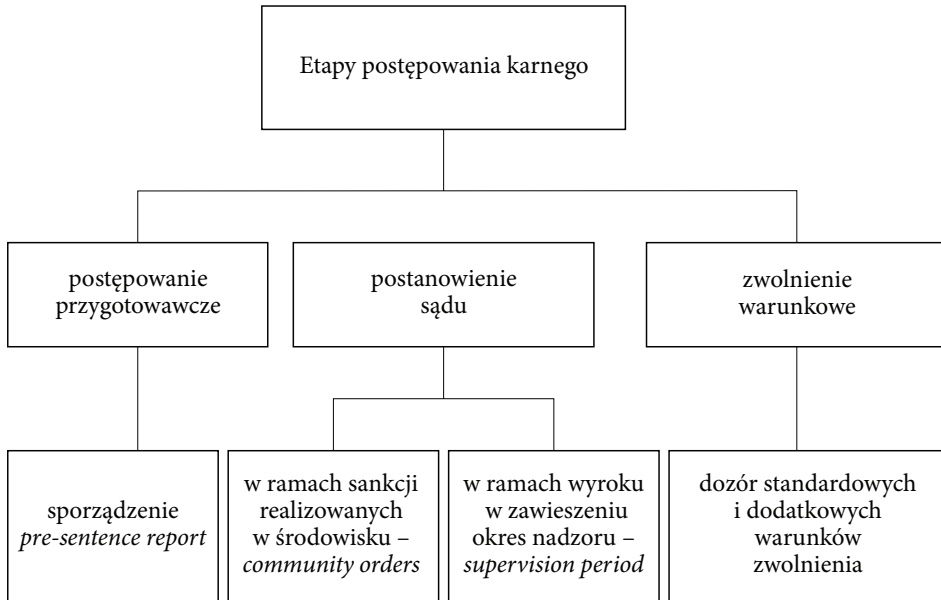 Etapy postępowania karnego
postępowanie
przygotowawcze
postanowienie
sądu
zwolnienie
warunkowe
sporządzenie
pre-sentence report
w ramach sankcji
realizowanych
w środowisku –
community orders
w ramach wyroku
w zawieszeniu
okres nadzoru –
supervision period
dozór standardowych
i dodatkowych
warunków
zwolnienia